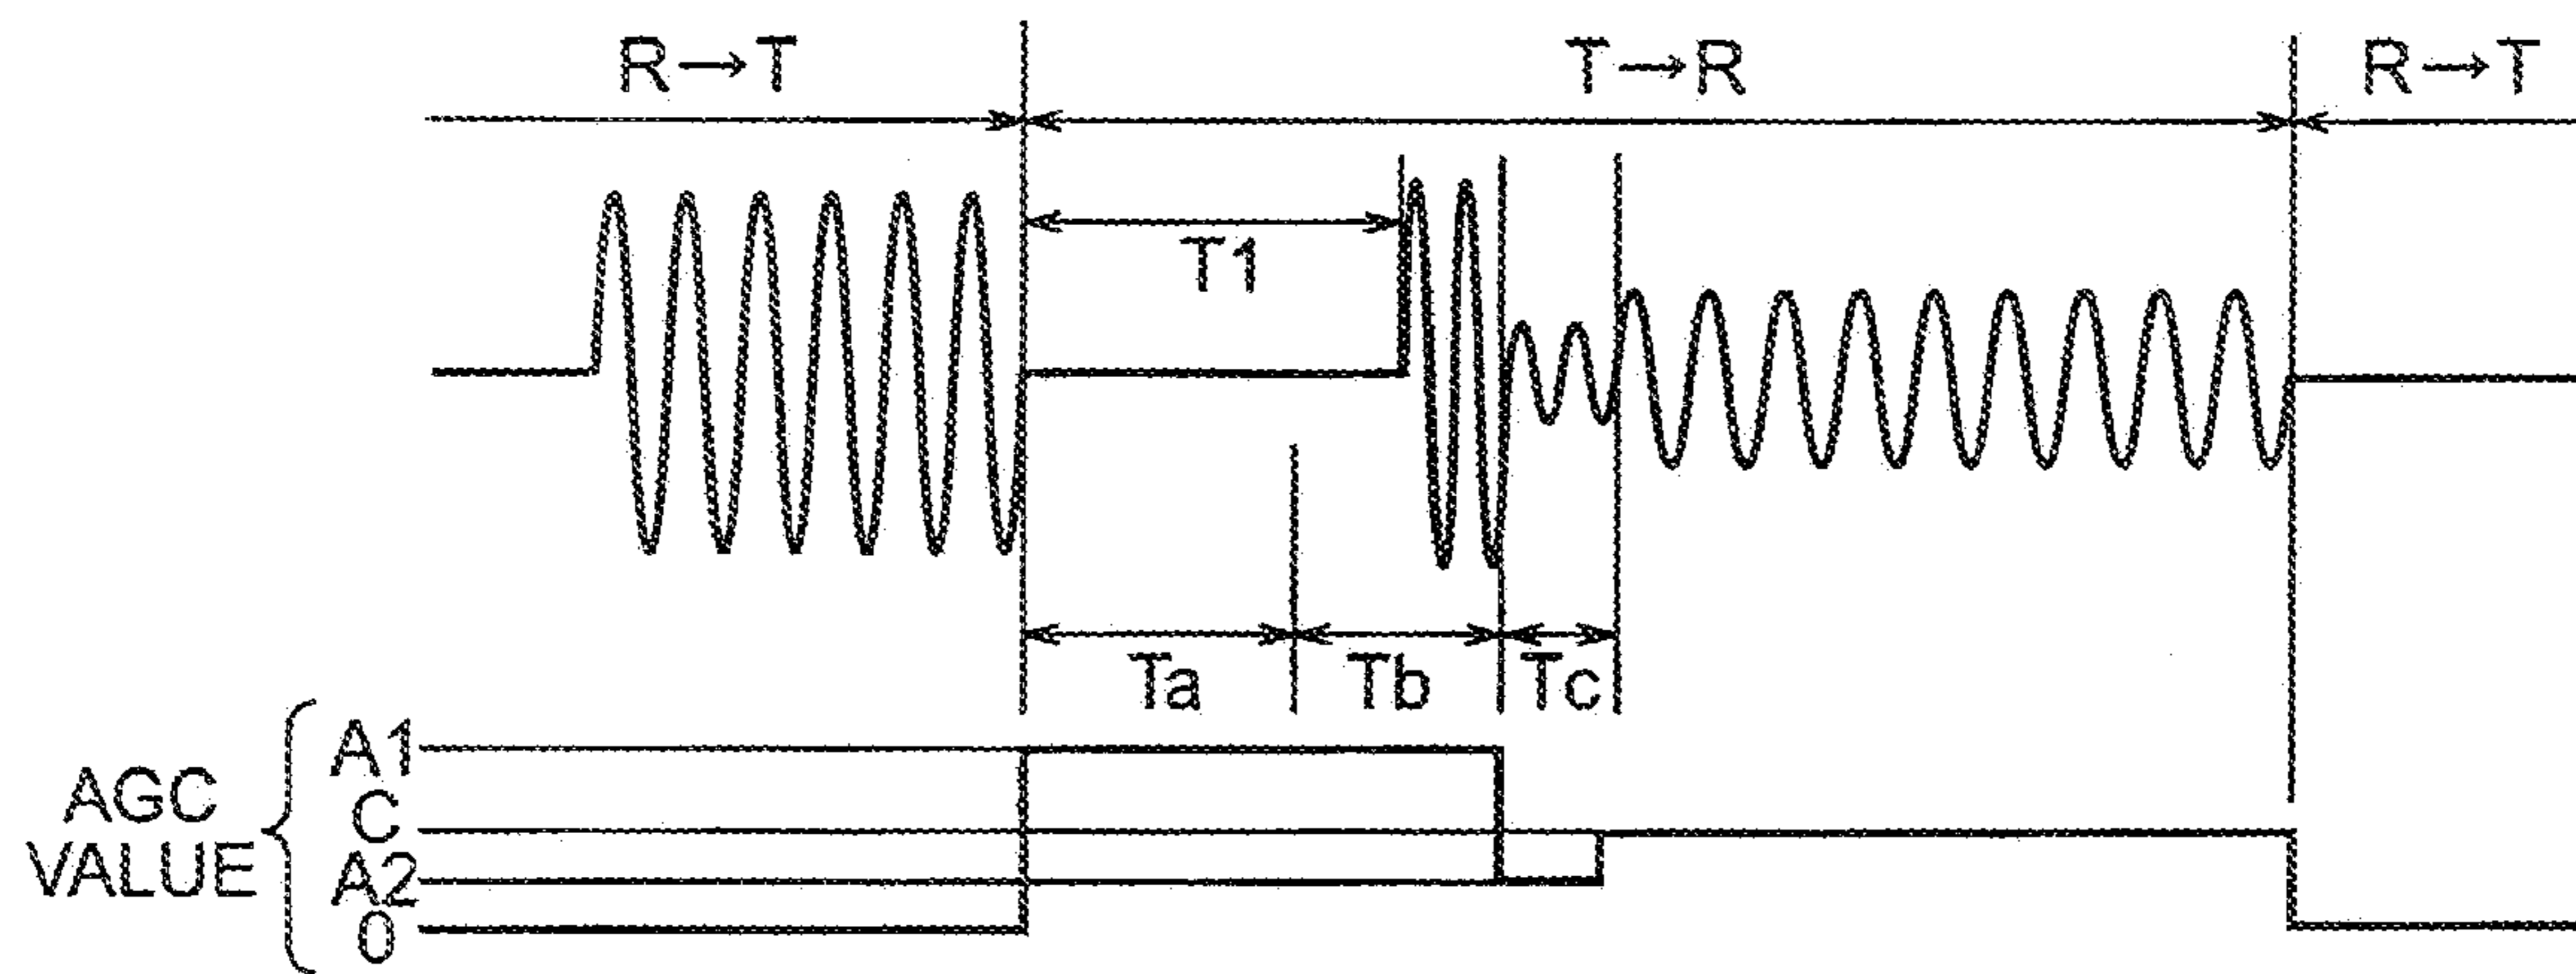 R→T T→R R→T
T1
Ta Tb Tc
AGC
VALUE
A1
C
A2
0